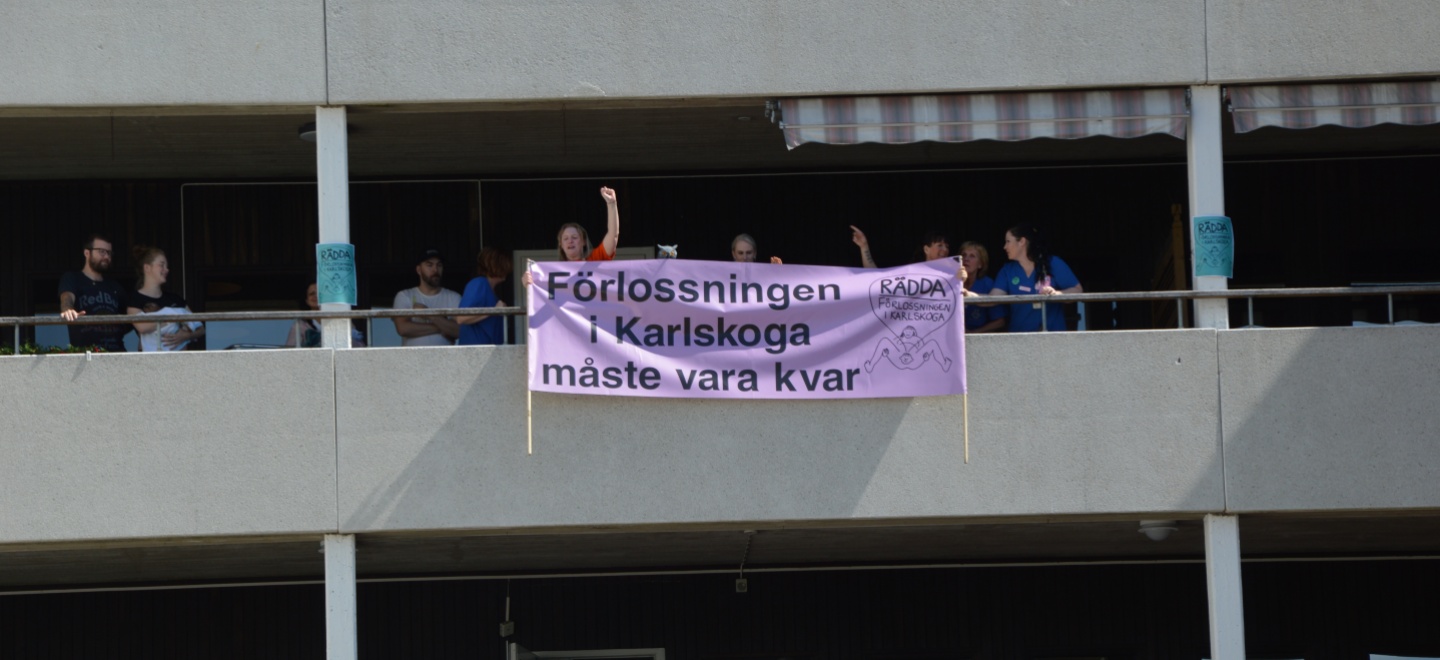 Förlossningen
i Karlskoga
måste vara kvar
RÄDDA
FÖRLOSSNINGEN
I KARLSKOGA
RÄDDA
RÄDDA